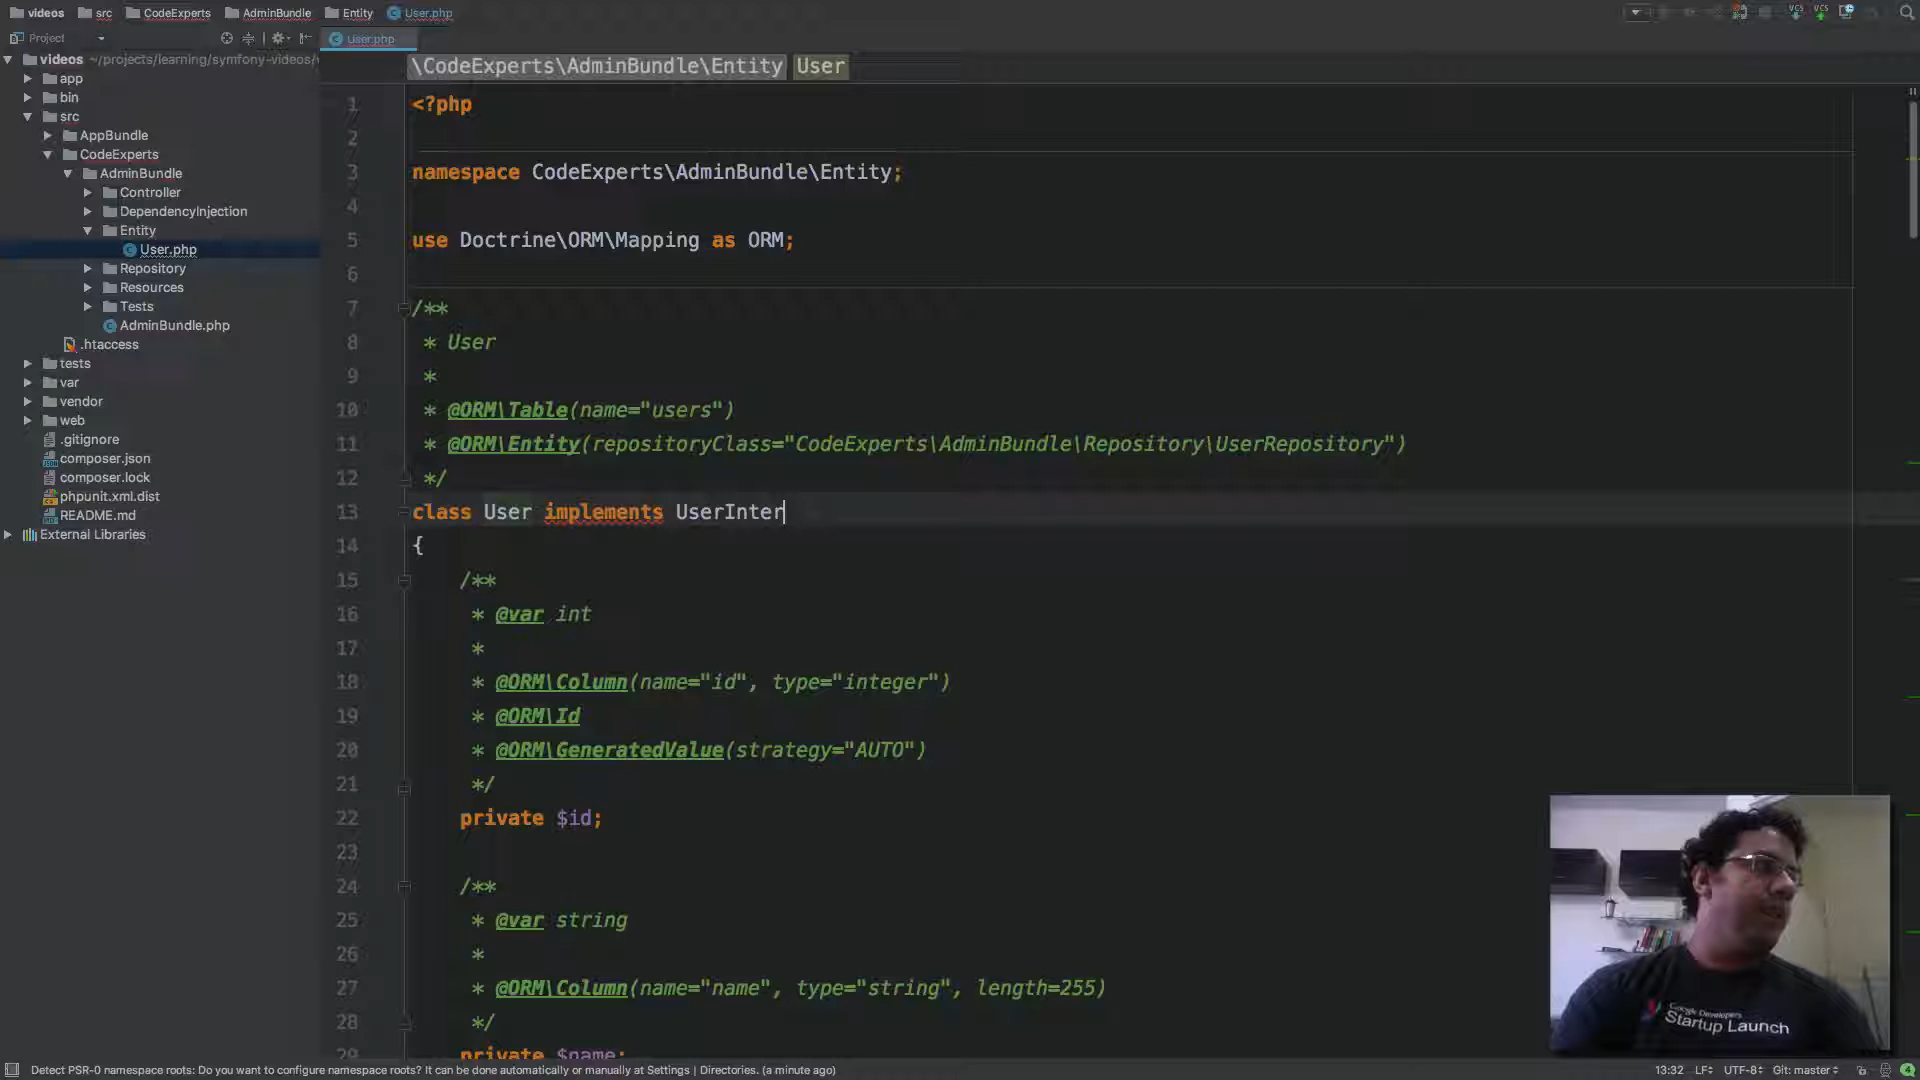 videos src CodeExperts AdminBundle Entity User.php
Project
User.php
videos ~/projects/learning/symfony-videos/v
app
bin
src
AppBundle
CodeExperts
AdminBundle
Controller
DependencyInjection
Entity
User.php
Repository
Resources
Tests
AdminBundle.php
.htaccess
tests
var
vendor
web
.gitignore
composer.json
composer.lock
phpunit.xml.dist
README.md
External Libraries
\CodeExperts\AdminBundle\Entity User
1 <?php
2
3 namespace CodeExperts\AdminBundle\Entity;
4
5 use Doctrine\ORM\Mapping as ORM;
6
7 /**
8 * User
9 *
10 * @ORM\Table(name="users")
11 * @ORM\Entity(repositoryClass="CodeExperts\AdminBundle\Repository\UserRepository")
12 */
13 class User implements UserInter
14 {
15 /**
16 * @var int
17 *
18 * @ORM\Column(name="id", type="integer")
19 * @ORM\Id
20 * @ORM\GeneratedValue(strategy="AUTO")
21 */
22 private $id;
23
24 /**
25 * @var string
26 *
27 * @ORM\Column(name="name", type="string", length=255)
28 */
29 private $name;
Google Developers
Startup Launch
Detect PSR-0 namespace roots: Do you want to configure namespace roots? It can be done automatically or manually at Settings | Directories. (a minute ago)
13:32 LF UTF-8 Git: master 4
VCS VCS